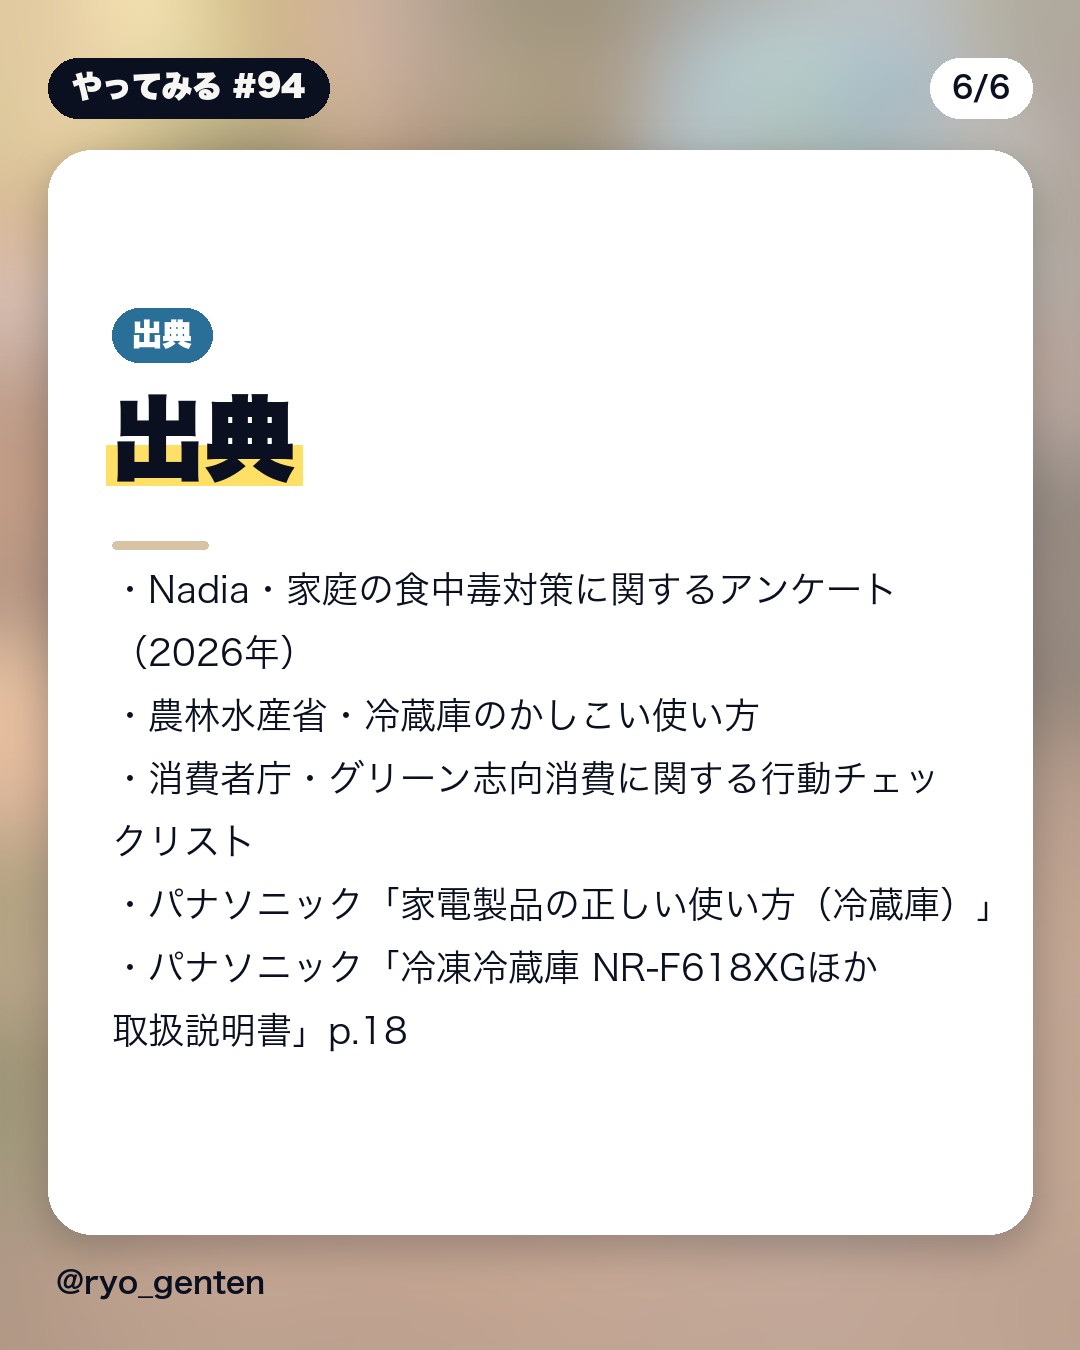 やってみる #94
6/6
出典
出典
・Nadia・家庭の食中毒対策に関するアンケート
（2026年）
・農林水産省・冷蔵庫のかしこい使い方
・消費者庁・グリーン志向消費に関する行動チェッ
クリスト
・パナソニック「家電製品の正しい使い方（冷蔵庫）」
・パナソニック「冷凍冷蔵庫 NR-F618XGほか
取扱説明書」p.18
@ryo_genten